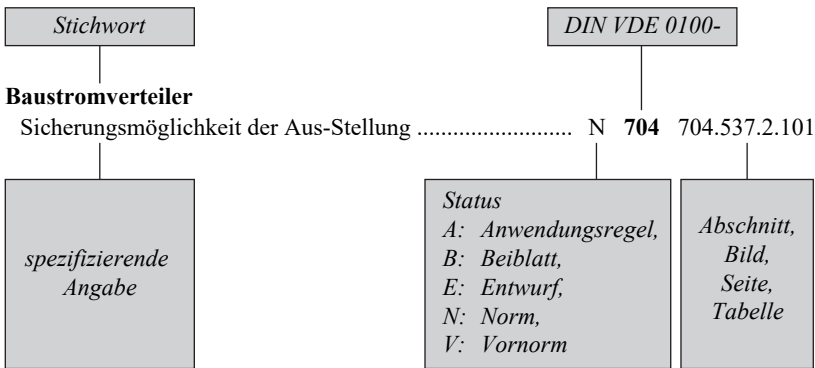 Stichwort
DIN VDE 0100-
Baustromverteiler
Sicherungsmöglichkeit der Aus-Stellung ......................... N 704 704.537.2.101
spezifizierende
Angabe
Status
A: Anwendungsregel,
B: Beiblatt,
E: Entwurf,
N: Norm,
V: Vornorm
Abschnitt,
Bild,
Seite,
Tabelle